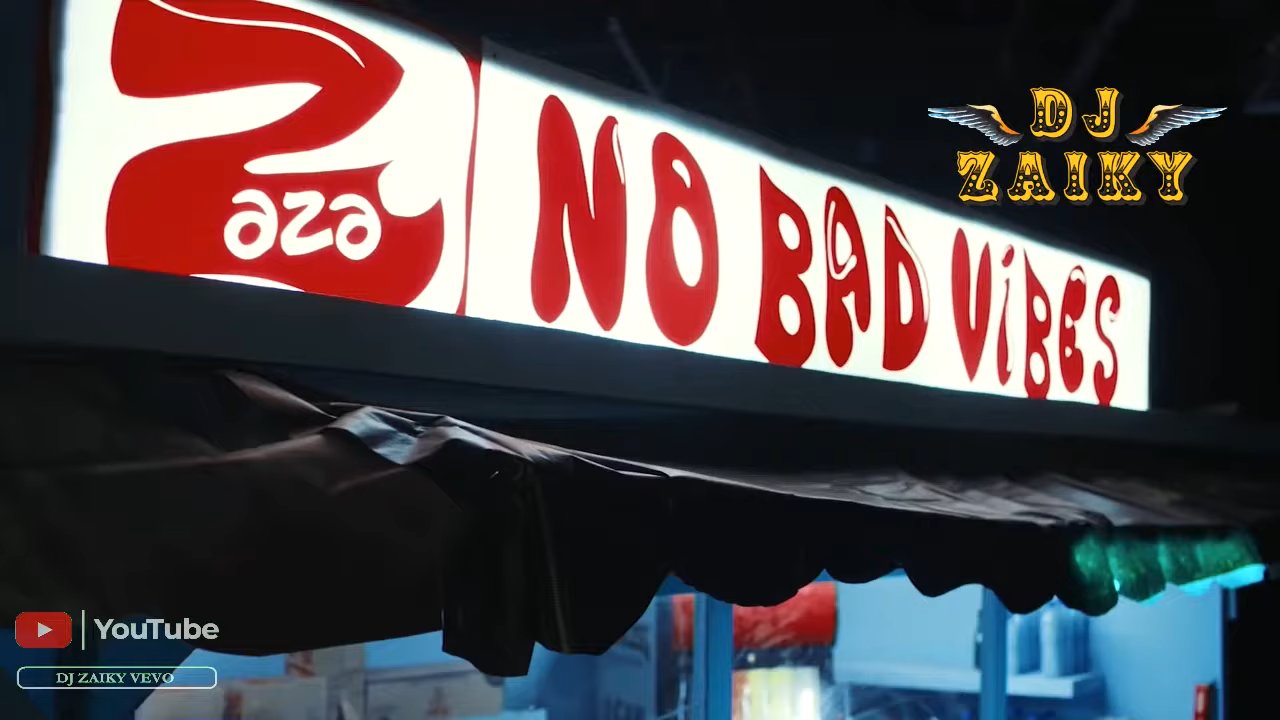 Zaza
NO BAD ViBES
DJ
ZAIKY
YouTube
DJ ZAIKY VEVO